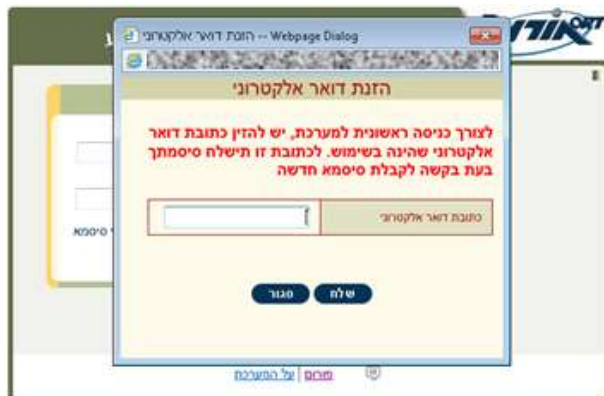 הזנת דואר אלקטרוני -- Webpage Dialog
הזנת דואר אלקטרוני
לצורך כניסה ראשונית למערכת, יש להזין כתובת דואר
אלקטרוני שהינה בשימוש. לכתובת זו תישלח סיסמתך
בעת בקשה לקבלת סיסמא חדשה
כתובת דואר אלקטרוני
שלח סגור
סיסמא
פורום | על המערכת